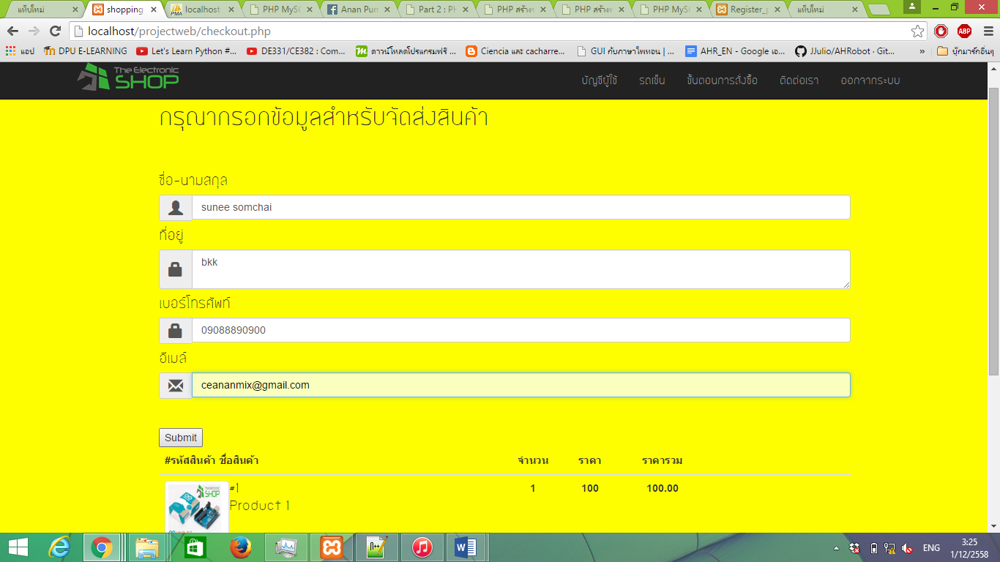 แท็บใหม่
shopping
localhost
PHP MyS
Anan Pun
Part 2 : PH
PHP สร้าง
PHP สร้าง
PHP MyS
Register_
แท็บใหม่
localhost/projectweb/checkout.php
ABP
แอป
DPU E-LEARNING
Let's Learn Python #...
DE331/CE382 : Com...
ดาวน์โหลดโปรแกรมฟรี ...
Ciencia และ cacharre...
GUI กับภาษาไพทอน | ...
AHR_EN - Google เอ...
JJulio/AHRobot · Git...
»
บุ๊กมาร์กอื่นๆ
The Electronic
SHOP
บัญชีผู้ใช้
รถเข็น
ขั้นตอนการสั่งซื้อ
ติดต่อเรา
ออกจากระบบ
กรุณากรอกข้อมูลสำหรับจัดส่งสินค้า
ชื่อ-นามสกุล
sunee somchai
ที่อยู่
bkk
เบอร์โทรศัพท์
09088890900
อีเมล์
ceananmix@gmail.com
Submit
#รหัสสินค้า ชื่อสินค้า จำนวน ราคา ราคารวม
#1 1 100 100.00
Product 1
The Electronic
SHOP
ENG
3:25
1/12/2558